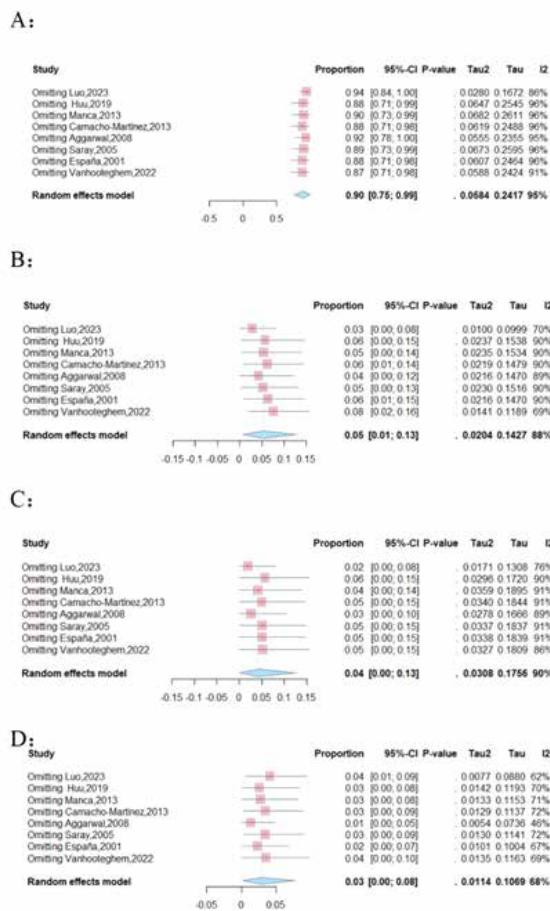 A:
Study Proportion 95%-CI P-value Tau2 Tau I2
Omitting Luo,2023 0.94 [0.84; 1.00] . 0.0280 0.1672 86%
Omitting Huu,2019 0.88 [0.71; 0.99] . 0.0647 0.2545 96%
Omitting Manca,2013 0.90 [0.73; 0.99] . 0.0682 0.2611 96%
Omitting Camacho-Martinez,2013 0.88 [0.71; 0.98] . 0.0619 0.2488 96%
Omitting Aggarwal,2008 0.92 [0.78; 1.00] . 0.0555 0.2355 95%
Omitting Saray,2005 0.89 [0.73; 0.99] . 0.0673 0.2595 96%
Omitting España,2001 0.88 [0.71; 0.98] . 0.0607 0.2464 96%
Omitting Vanhooteghem,2022 0.87 [0.71; 0.98] . 0.0588 0.2424 91%
Random effects model 0.90 [0.75; 0.99] . 0.0584 0.2417 95%
-0.5 0 0.5
B:
Study Proportion 95%-CI P-value Tau2 Tau I2
Omitting Luo,2023 0.03 [0.00; 0.08] . 0.0100 0.0999 70%
Omitting Huu,2019 0.06 [0.00; 0.15] . 0.0237 0.1538 90%
Omitting Manca,2013 0.05 [0.00; 0.14] . 0.0235 0.1534 90%
Omitting Camacho-Martinez,2013 0.06 [0.01; 0.14] . 0.0219 0.1479 90%
Omitting Aggarwal,2008 0.04 [0.00; 0.12] . 0.0216 0.1470 89%
Omitting Saray,2005 0.05 [0.00; 0.13] . 0.0230 0.1516 90%
Omitting España,2001 0.06 [0.01; 0.15] . 0.0216 0.1470 90%
Omitting Vanhooteghem,2022 0.08 [0.02; 0.16] . 0.0141 0.1189 69%
Random effects model 0.05 [0.01; 0.13] . 0.0204 0.1427 88%
-0.15 -0.1 -0.05 0 0.05 0.1 0.15
C:
Study Proportion 95%-CI P-value Tau2 Tau I2
Omitting Luo,2023 0.02 [0.00; 0.08] . 0.0171 0.1308 76%
Omitting Huu,2019 0.06 [0.00; 0.15] . 0.0296 0.1720 90%
Omitting Manca,2013 0.04 [0.00; 0.14] . 0.0359 0.1895 91%
Omitting Camacho-Martinez,2013 0.05 [0.00; 0.15] . 0.0340 0.1844 91%
Omitting Aggarwal,2008 0.03 [0.00; 0.10] . 0.0278 0.1666 89%
Omitting Saray,2005 0.05 [0.00; 0.15] . 0.0337 0.1837 91%
Omitting España,2001 0.05 [0.00; 0.15] . 0.0338 0.1839 91%
Omitting Vanhooteghem,2022 0.05 [0.00; 0.15] . 0.0327 0.1809 86%
Random effects model 0.04 [0.00; 0.13] . 0.0308 0.1756 90%
-0.15 -0.1 -0.05 0 0.05 0.1 0.15
D:
Study Proportion 95%-CI P-value Tau2 Tau I2
Omitting Luo,2023 0.04 [0.01; 0.09] . 0.0077 0.0880 62%
Omitting Huu,2019 0.03 [0.00; 0.08] . 0.0142 0.1193 70%
Omitting Manca,2013 0.03 [0.00; 0.08] . 0.0133 0.1153 71%
Omitting Camacho-Martinez,2013 0.03 [0.00; 0.09] . 0.0129 0.1137 72%
Omitting Aggarwal,2008 0.01 [0.00; 0.05] . 0.0054 0.0736 46%
Omitting Saray,2005 0.03 [0.00; 0.09] . 0.0130 0.1141 72%
Omitting España,2001 0.02 [0.00; 0.07] . 0.0101 0.1004 67%
Omitting Vanhooteghem,2022 0.04 [0.00; 0.10] . 0.0135 0.1163 69%
Random effects model 0.03 [0.00; 0.08] . 0.0114 0.1069 68%
-0.05 0 0.05